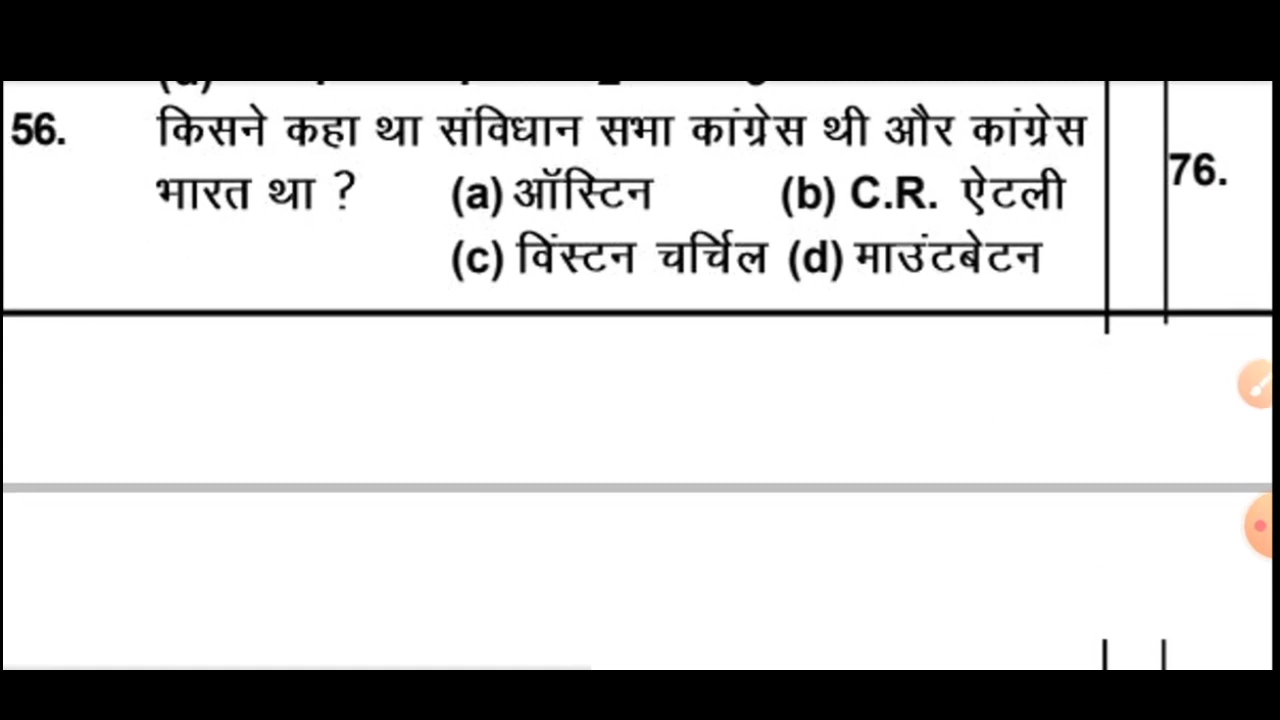 56. किसने कहा था संविधान सभा कांग्रेस थी और कांग्रेस
भारत था ? (a) ऑस्टिन (b) C.R. ऐटली
(c) विंस्टन चर्चिल (d) माउंटबेटन
76.